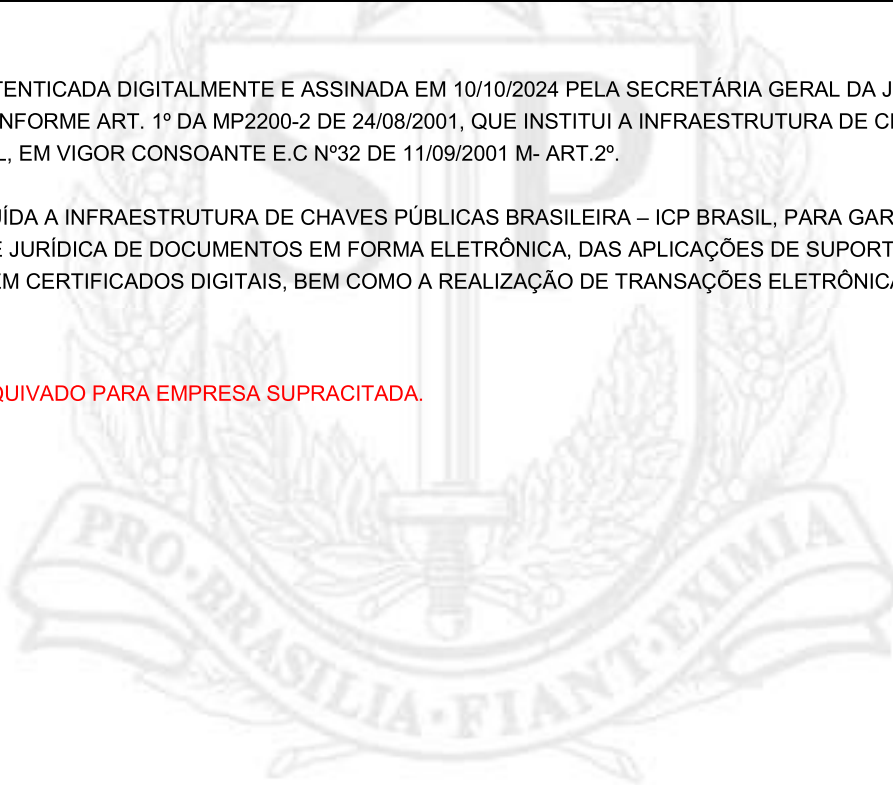 TENTICADA DIGITALMENTE E ASSINADA EM 10/10/2024 PELA SECRETÁRIA GERAL DA J
NFORME ART. 1º DA MP2200-2 DE 24/08/2001, QUE INSTITUI A INFRAESTRUTURA DE C
L, EM VIGOR CONSOANTE E.C Nº32 DE 11/09/2001 M- ART.2º.
UÍDA A INFRAESTRUTURA DE CHAVES PÚBLICAS BRASILEIRA – ICP BRASIL, PARA GAR
E JURÍDICA DE DOCUMENTOS EM FORMA ELETRÔNICA, DAS APLICAÇÕES DE SUPORT
EM CERTIFICADOS DIGITAIS, BEM COMO A REALIZAÇÃO DE TRANSAÇÕES ELETRÔNICA
QUIVADO PARA EMPRESA SUPRACITADA.
SP
PRO·BRASILIA·FIANT·EXIMIA